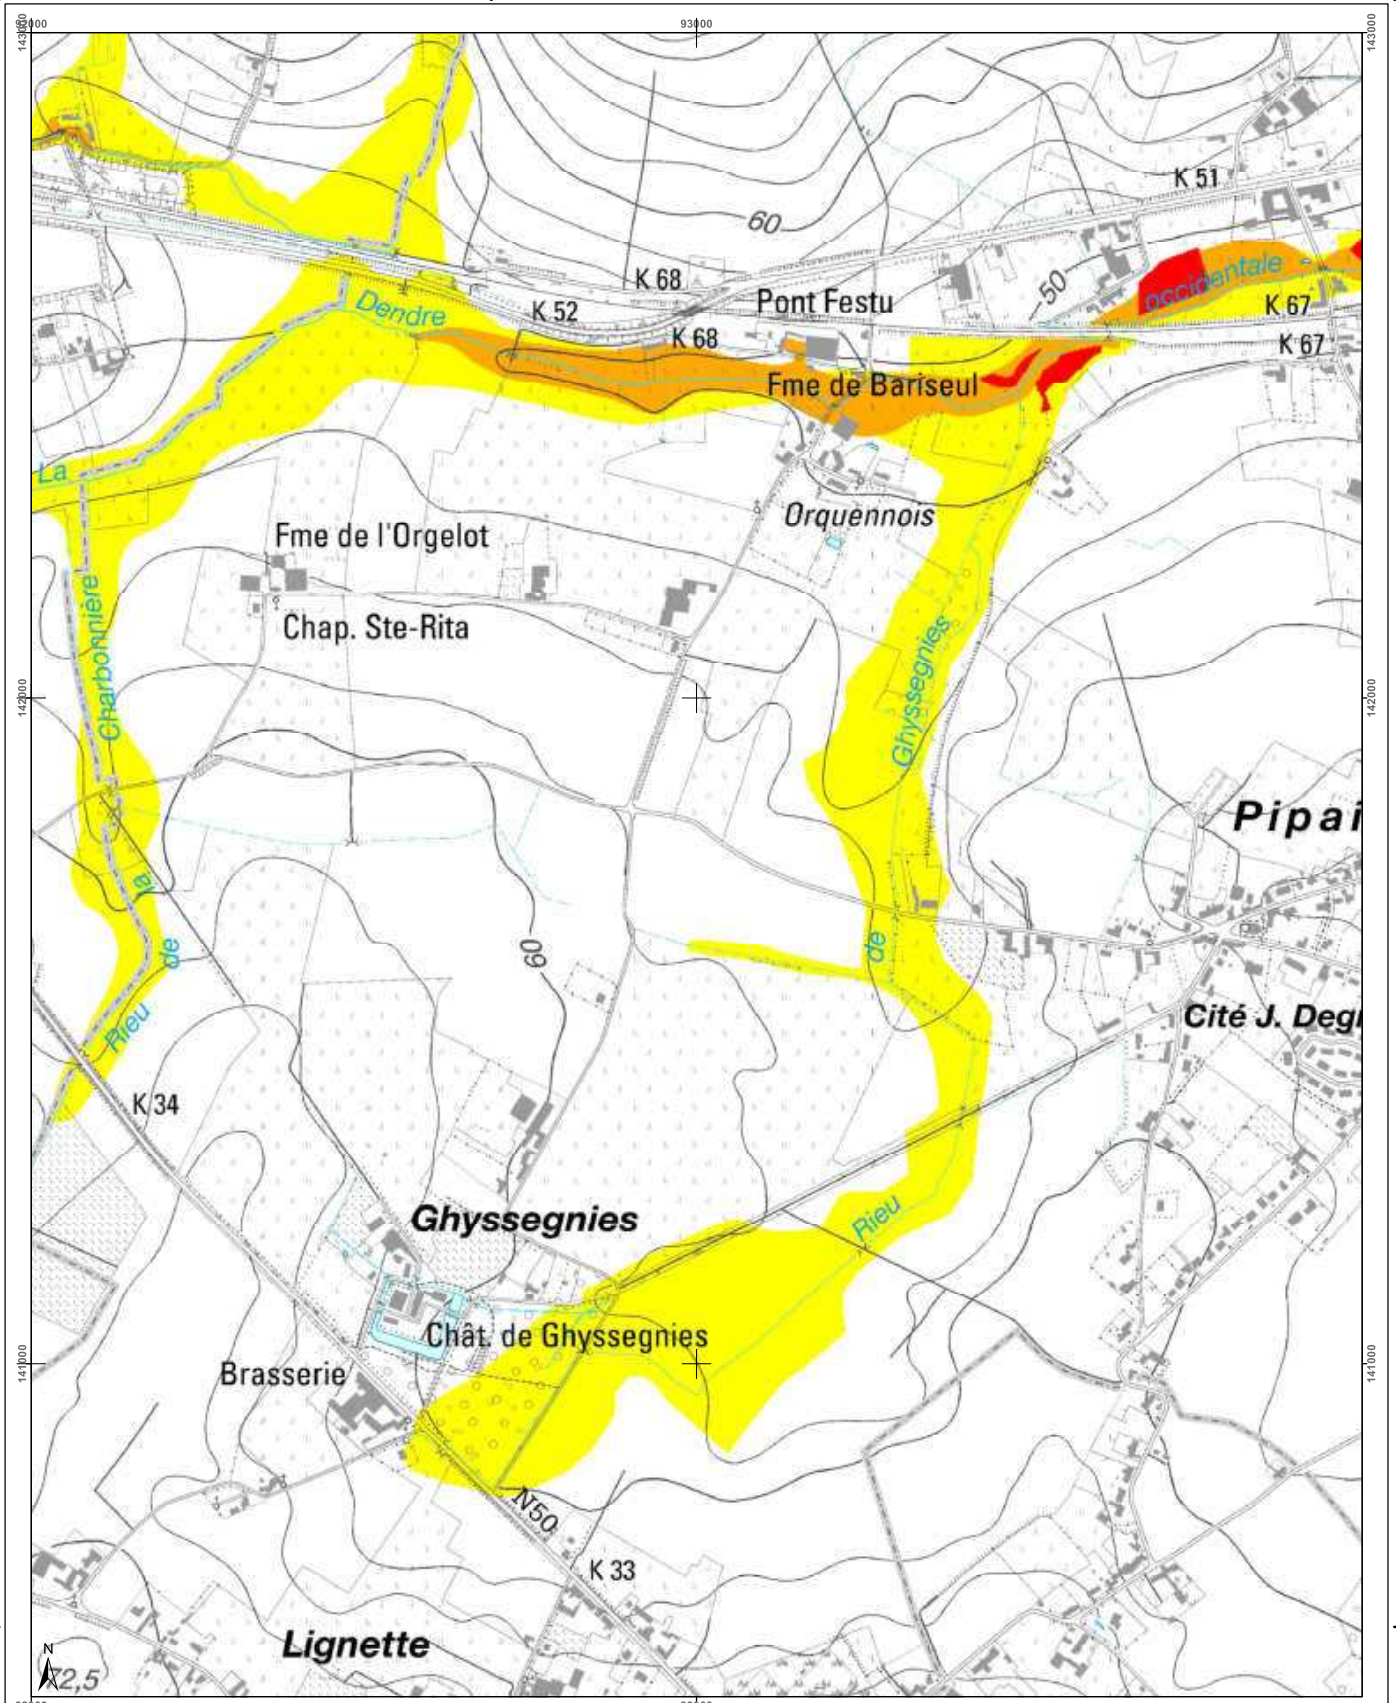 92000
93000
143000
143000
K 51
60
K 68
50
occidentale
Pont Festu
K 67
Dendre
K 52
K 68
K 67
Fme de Bariseul
La
Orquennois
Fme de l'Orgelot
Charbonnière
Chap. Ste-Rita
Ghyssegnies
142000
142000
Pipai
la
de
60
de
Rieu
Cité J. Degr
K 34
Rieu
Ghyssegnies
Chât. de Ghyssegnies
141000
141000
Brasserie
N50
K 33
Lignette
N
72,5